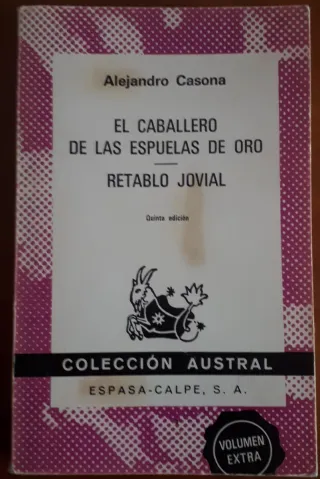 Alejandro Casona
EL CABALLERO
DE LAS ESPUELAS DE ORO
RETABLO JOVIAL
Quinta edición
COLECCIÓN AUSTRAL
ESPASA-CALPE, S. A.
VOLUMEN
EXTRA